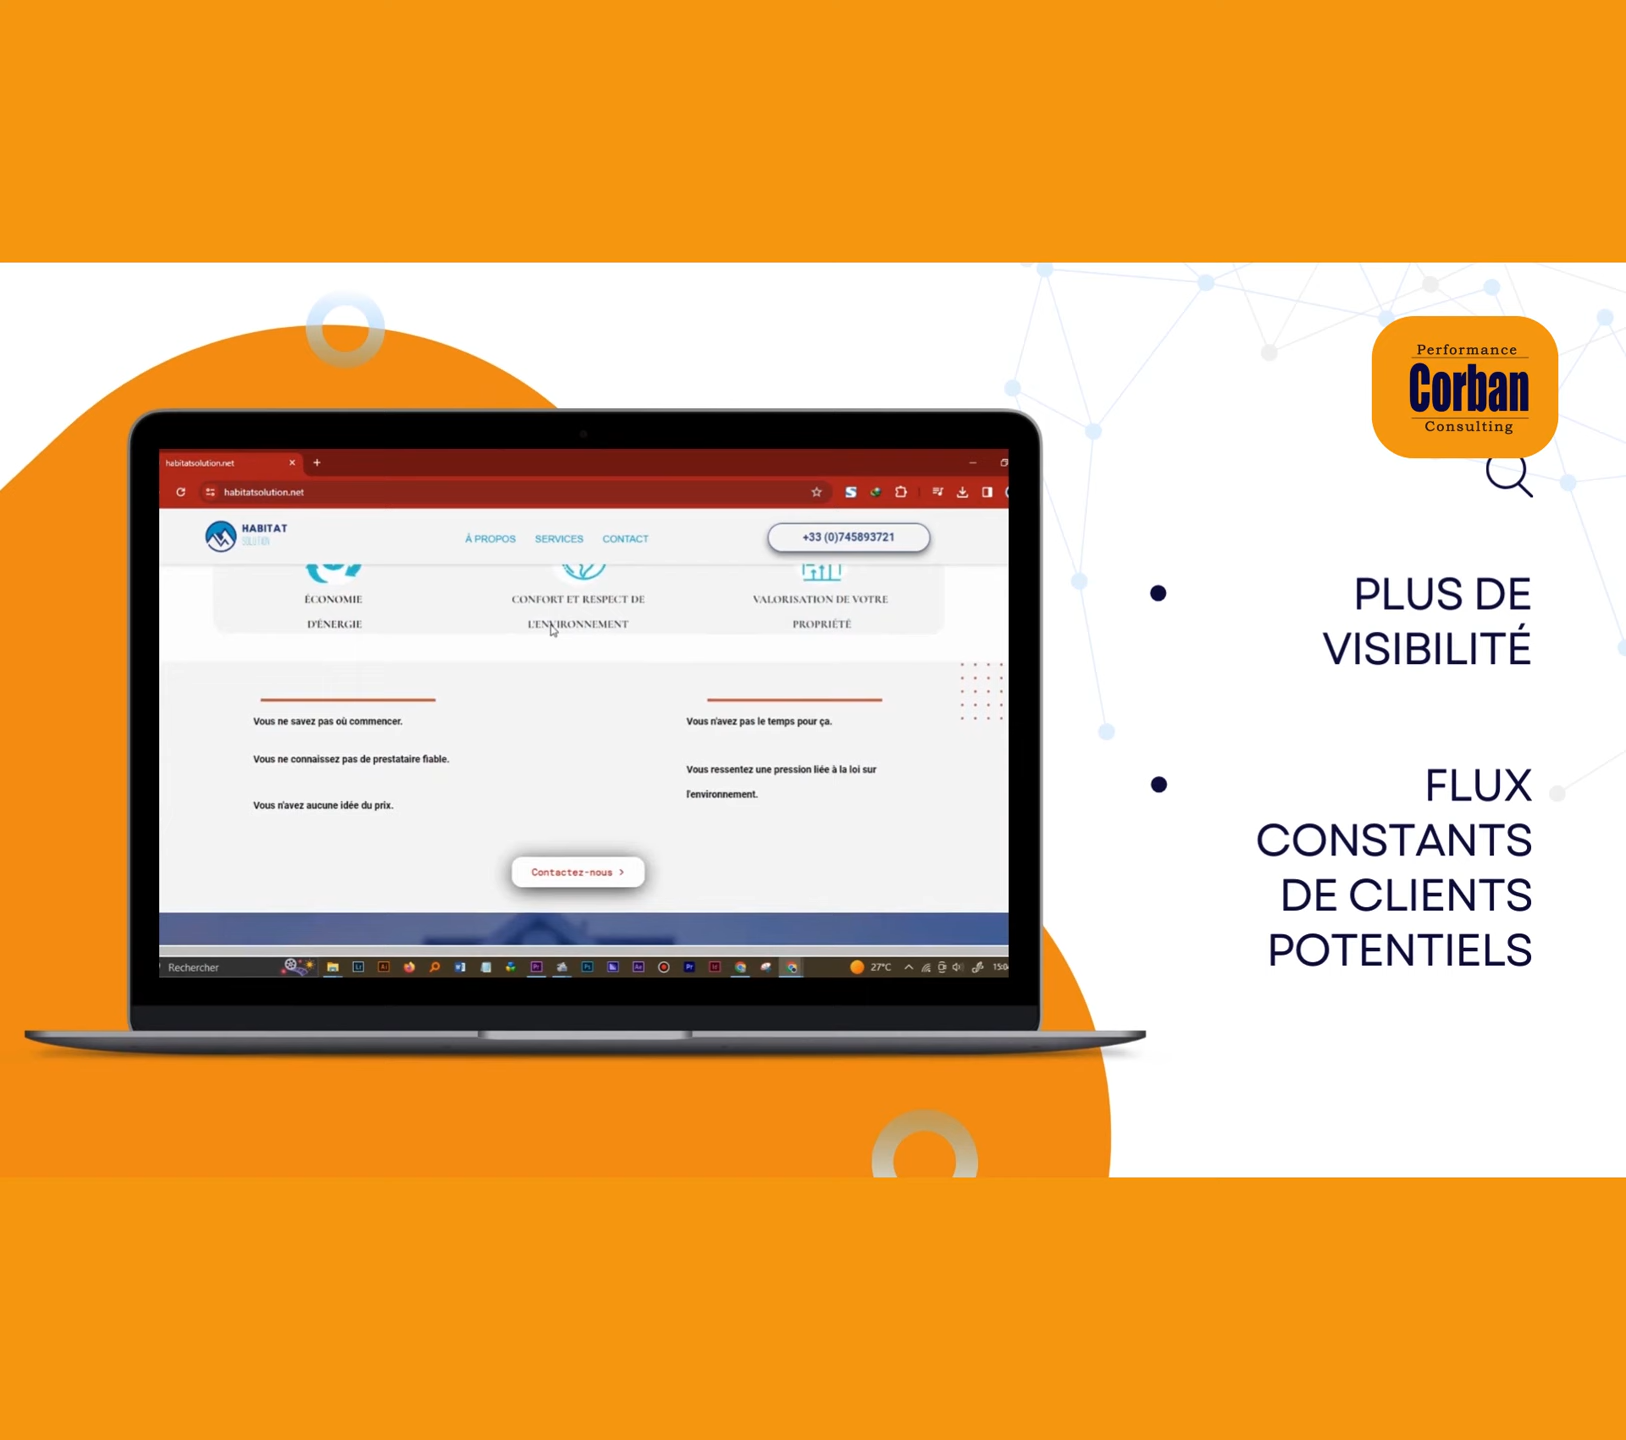 Performance
Corban
Consulting
habitatsolution.net
habitatsolution.net
HABITAT
SOLUTION
À PROPOS SERVICES CONTACT
+33 (0)745893721
ÉCONOMIE
D'ÉNERGIE
CONFORT ET RESPECT DE
L'ENVIRONNEMENT
VALORISATION DE VOTRE
PROPRIÉTÉ
Vous ne savez pas où commencer.
Vous ne connaissez pas de prestataire fiable.
Vous n'avez aucune idée du prix.
Vous n'avez pas le temps pour ça.
Vous ressentez une pression liée à la loi sur
l'environnement.
Contactez-nous >
Rechercher
27°C
PLUS DE
VISIBILITÉ
FLUX
CONSTANTS
DE CLIENTS
POTENTIELS